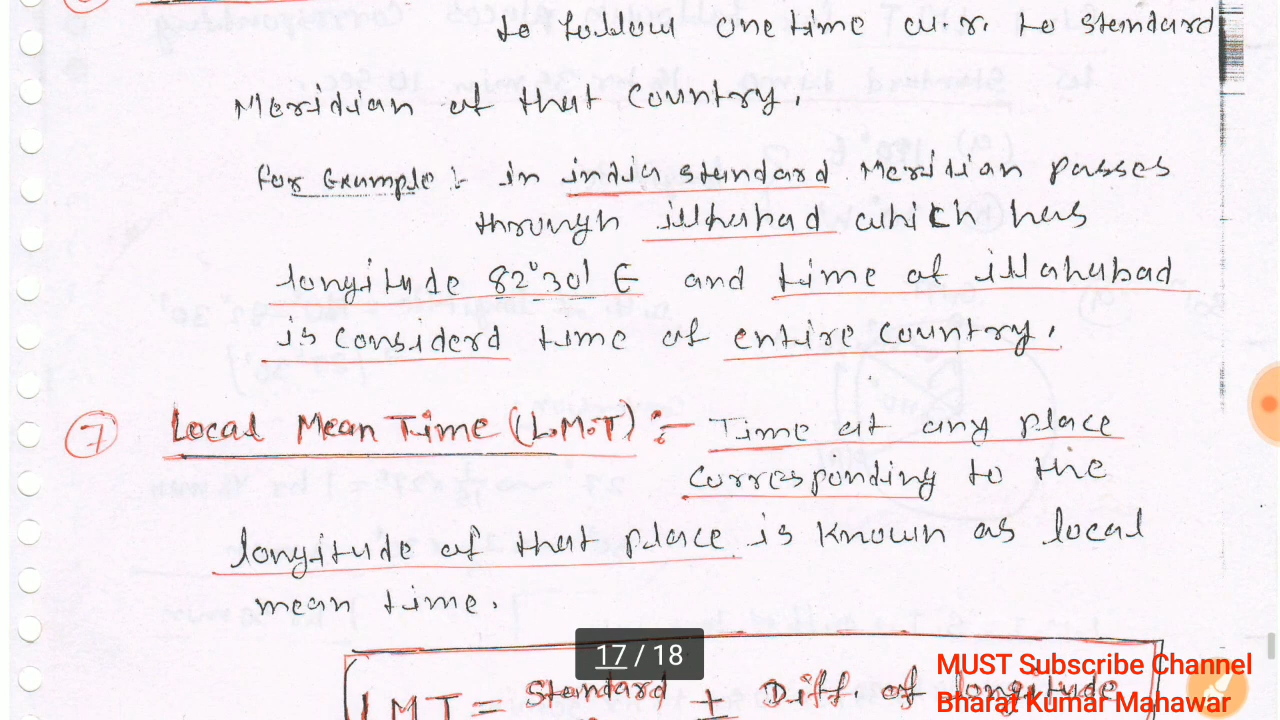 to follow one time w.r. to standard
Meridian of that Country.
for Example :- in india standard Meridian passes
through illhabad which has
longitude 82°30' E and time of illahabad
is considerd time of entire country.
7 Local Mean Time (L.M.T) :- Time at any place
corresponding to the
longitude of that place is known as local
mean time.
LMT = Standard ± Diff. of longitude
17 / 18
MUST Subscribe Channel
Bharat Kumar Manawar